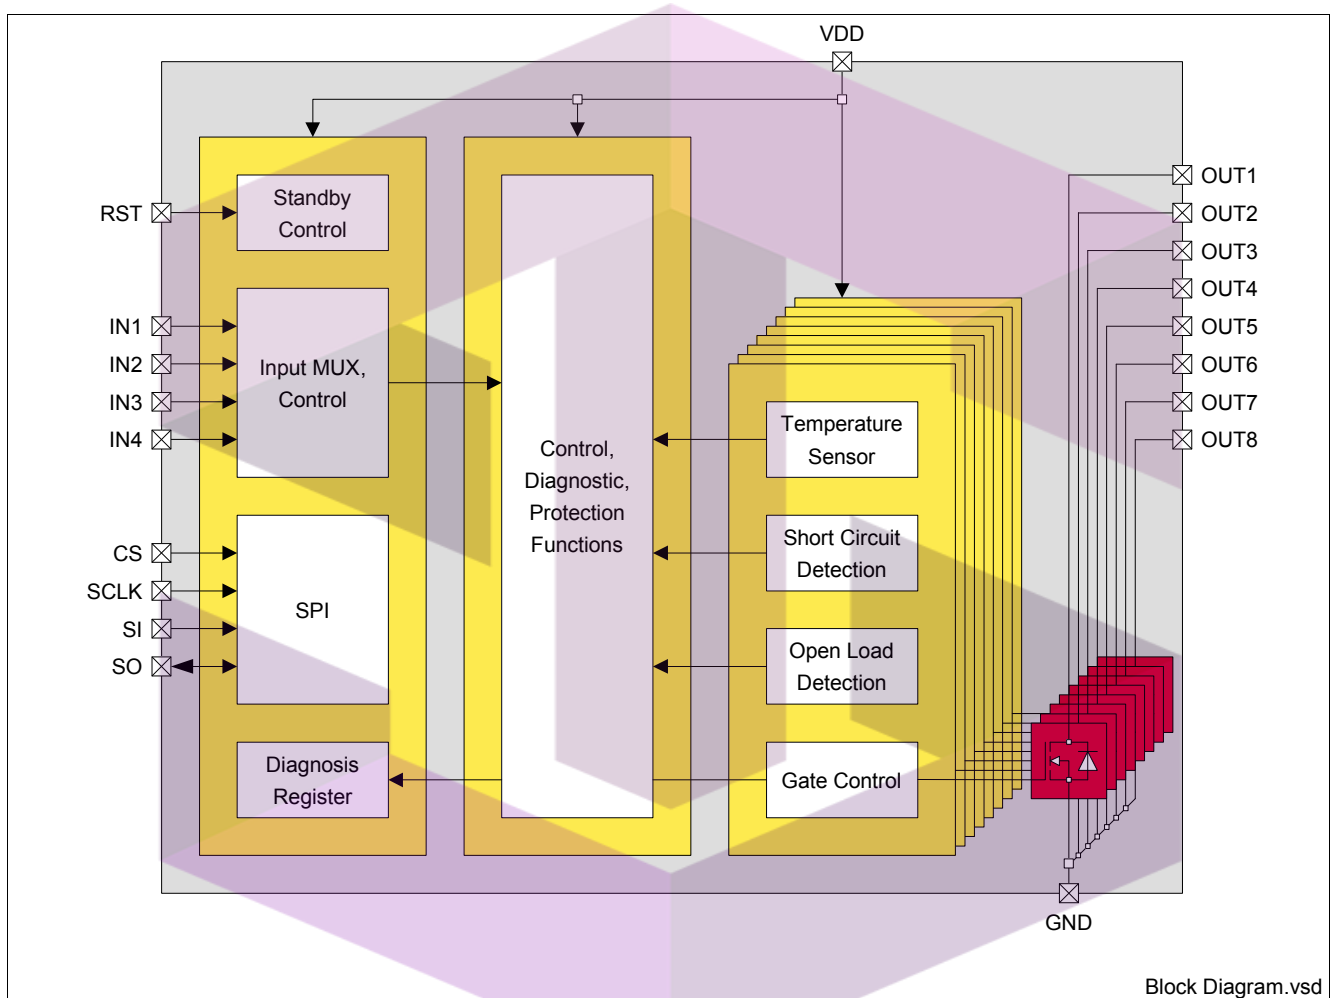 VDD
RST
IN1
IN2
IN3
IN4
CS
SCLK
SI
SO
Standby
Control
Input MUX,
Control
SPI
Diagnosis
Register
Control,
Diagnostic,
Protection
Functions
Temperature
Sensor
Short Circuit
Detection
Open Load
Detection
Gate Control
OUT1
OUT2
OUT3
OUT4
OUT5
OUT6
OUT7
OUT8
GND
Block Diagram.vsd